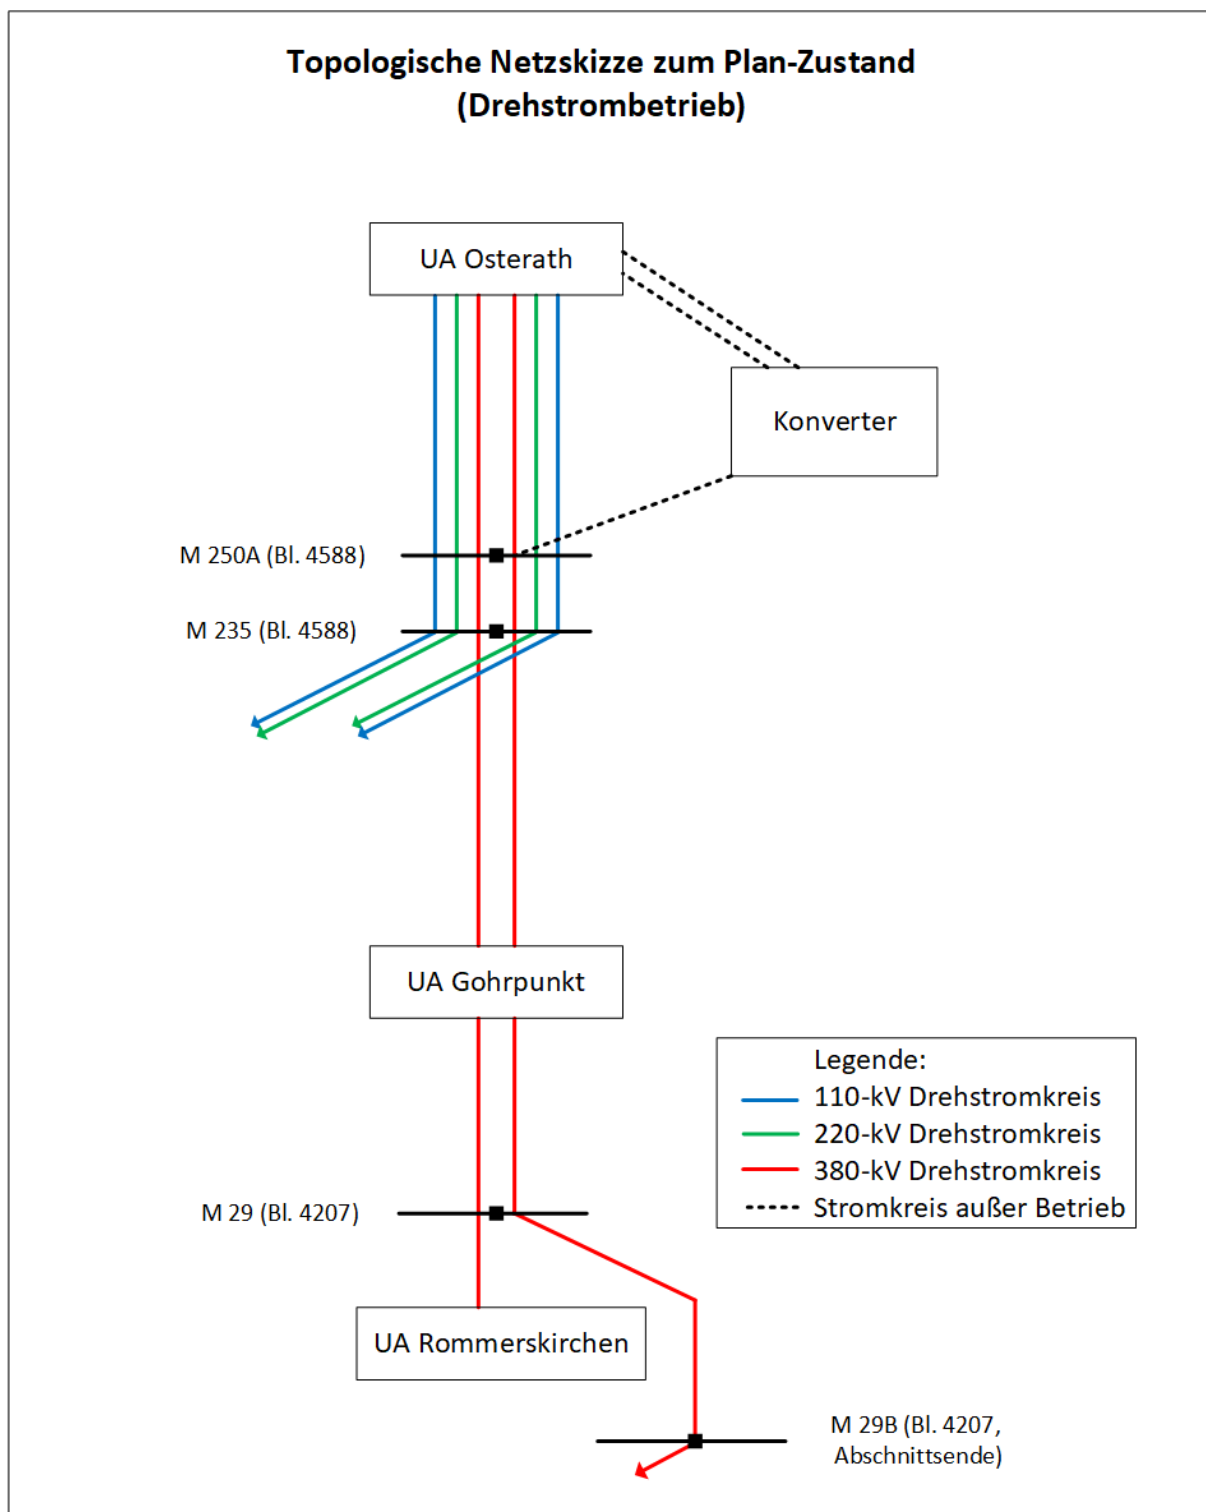 Topologische Netzskizze zum Plan-Zustand
(Drehstrombetrieb)
UA Osterath
Konverter
M 250A (Bl. 4588)
M 235 (Bl. 4588)
UA Gohrpunkt
Legende:
110-kV Drehstromkreis
220-kV Drehstromkreis
380-kV Drehstromkreis
Stromkreis außer Betrieb
M 29 (Bl. 4207)
UA Rommerskirchen
M 29B (Bl. 4207,
Abschnittsende)